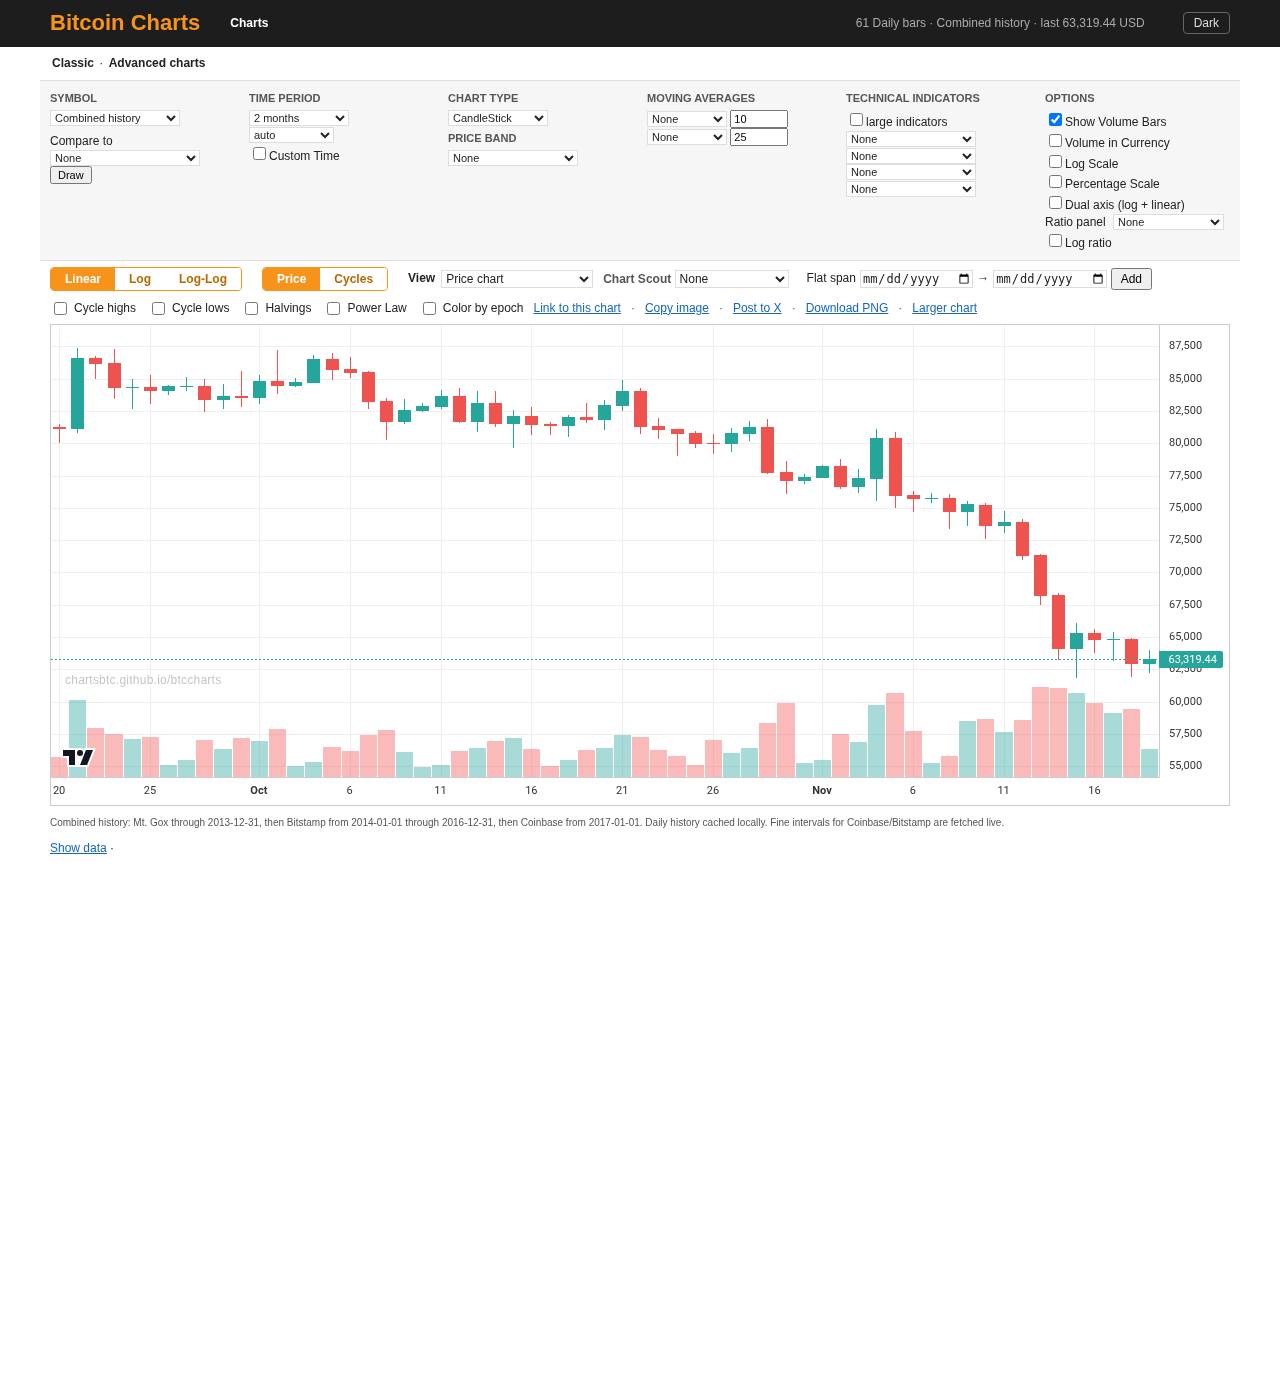 Bitcoin Charts Charts 61 Daily bars · Combined history · last 63,319.44 USD Dark
Classic · Advanced charts
SYMBOL TIME PERIOD CHART TYPE MOVING AVERAGES TECHNICAL INDICATORS OPTIONS
Combined history 2 months CandleStick None 10 large indicators Show Volume Bars
auto PRICE BAND None 25 None Volume in Currency
Compare to Custom Time None None Log Scale
None None Percentage Scale
Draw None Dual axis (log + linear)
Ratio panel None
Log ratio
Linear Log Log-Log Price Cycles View Price chart Chart Scout None Flat span mm/dd/yyyy → mm/dd/yyyy Add
Cycle highs Cycle lows Halvings Power Law Color by epoch Link to this chart · Copy image · Post to X · Download PNG · Larger chart
87,500
85,000
82,500
80,000
77,500
75,000
72,500
70,000
67,500
65,000
63,319.44
62,500
chartsbtc.github.io/btccharts
60,000
57,500
55,000
20 25 Oct 6 11 16 21 26 Nov 6 11 16
Combined history: Mt. Gox through 2013-12-31, then Bitstamp from 2014-01-01 through 2016-12-31, then Coinbase from 2017-01-01. Daily history cached locally. Fine intervals for Coinbase/Bitstamp are fetched live.
Show data ·